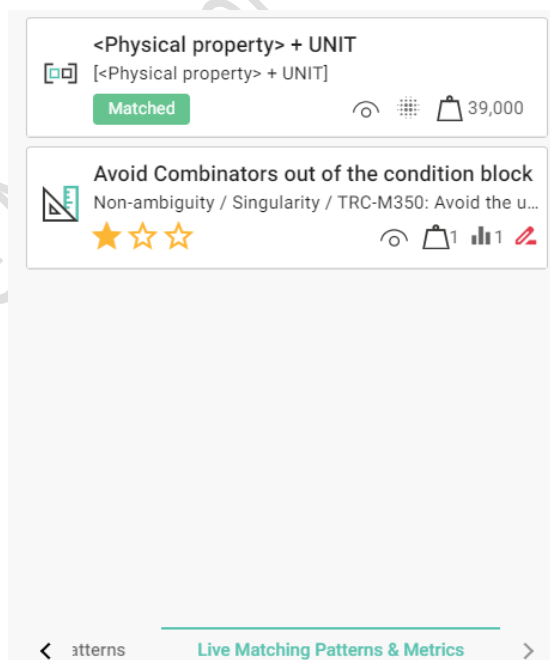 <Physical property> + UNIT
[<Physical property> + UNIT]
Matched 39,000
Avoid Combinators out of the condition block
Non-ambiguity / Singularity / TRC-M350: Avoid the u...
1 1
atterns Live Matching Patterns & Metrics